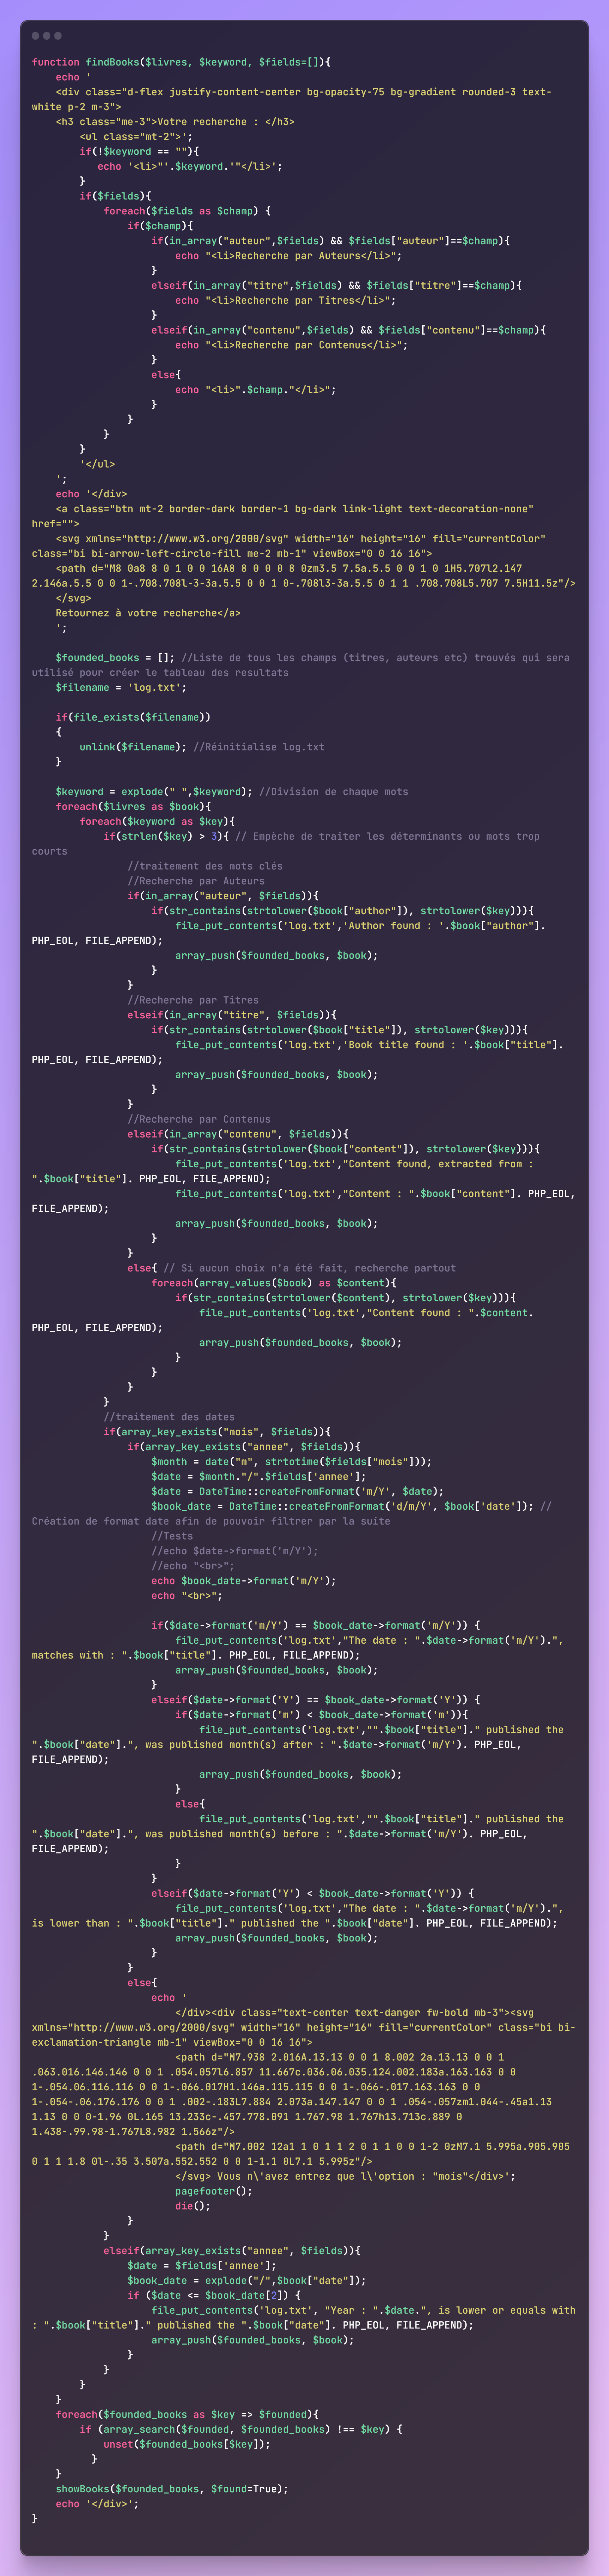 function findBooks($livres, $keyword, $fields=[]){
    echo '
    <div class="d-flex justify-content-center bg-opacity-75 bg-gradient rounded-3 text-
white p-2 m-3">
    <h3 class="me-3">Votre recherche : </h3>
        <ul class="mt-2">';
        if(!$keyword == ""){
           echo '<li>"'.$keyword.'"</li>';
        }
        if($fields){
            foreach($fields as $champ) {
                if($champ){
                    if(in_array("auteur",$fields) && $fields["auteur"]==$champ){
                        echo "<li>Recherche par Auteurs</li>";
                    }
                    elseif(in_array("titre",$fields) && $fields["titre"]==$champ){
                        echo "<li>Recherche par Titres</li>";
                    }
                    elseif(in_array("contenu",$fields) && $fields["contenu"]==$champ){
                        echo "<li>Recherche par Contenus</li>";
                    }
                    else{
                        echo "<li>".$champ."</li>";
                    }
                }
            }
        }
        '</ul>
    ';
    echo '</div>
    <a class="btn mt-2 border-dark border-1 bg-dark link-light text-decoration-none"
href="">
    <svg xmlns="http://www.w3.org/2000/svg" width="16" height="16" fill="currentColor"
class="bi bi-arrow-left-circle-fill me-2 mb-1" viewBox="0 0 16 16">
    <path d="M8 0a8 8 0 1 0 0 16A8 8 0 0 0 8 0zm3.5 7.5a.5.5 0 0 1 0 1H5.707l2.147
2.146a.5.5 0 0 1-.708.708l-3-3a.5.5 0 0 1 0-.708l3-3a.5.5 0 1 1 .708.708L5.707 7.5H11.5z"/>
    </svg>
    Retournez à votre recherche</a>
    ';

    $founded_books = []; //Liste de tous les champs (titres, auteurs etc) trouvés qui sera
utilisé pour créer le tableau des resultats
    $filename = 'log.txt';

    if(file_exists($filename))
    {
        unlink($filename); //Réinitialise log.txt
    }

    $keyword = explode(" ",$keyword); //Division de chaque mots
    foreach($livres as $book){
        foreach($keyword as $key){
            if(strlen($key) > 3){ // Empèche de traiter les déterminants ou mots trop
courts
                //traitement des mots clés
                //Recherche par Auteurs
                if(in_array("auteur", $fields)){
                    if(str_contains(strtolower($book["author"]), strtolower($key))){
                        file_put_contents('log.txt','Author found : '.$book["author"].
PHP_EOL, FILE_APPEND);
                        array_push($founded_books, $book);
                    }
                }
                //Recherche par Titres
                elseif(in_array("titre", $fields)){
                    if(str_contains(strtolower($book["title"]), strtolower($key))){
                        file_put_contents('log.txt','Book title found : '.$book["title"].
PHP_EOL, FILE_APPEND);
                        array_push($founded_books, $book);
                    }
                }
                //Recherche par Contenus
                elseif(in_array("contenu", $fields)){
                    if(str_contains(strtolower($book["content"]), strtolower($key))){
                        file_put_contents('log.txt',"Content found, extracted from :
".$book["title"]. PHP_EOL, FILE_APPEND);
                        file_put_contents('log.txt',"Content : ".$book["content"]. PHP_EOL,
FILE_APPEND);
                        array_push($founded_books, $book);
                    }
                }
                else{ // Si aucun choix n'a été fait, recherche partout
                    foreach(array_values($book) as $content){
                        if(str_contains(strtolower($content), strtolower($key))){
                            file_put_contents('log.txt',"Content found : ".$content.
PHP_EOL, FILE_APPEND);
                            array_push($founded_books, $book);
                        }
                    }
                }
            }
            //traitement des dates
            if(array_key_exists("mois", $fields)){
                if(array_key_exists("annee", $fields)){
                    $month = date("m", strtotime($fields["mois"]));
                    $date = $month."/".$fields['annee'];
                    $date = DateTime::createFromFormat('m/Y', $date);
                    $book_date = DateTime::createFromFormat('d/m/Y', $book['date']); //
Création de format date afin de pouvoir filtrer par la suite
                    //Tests
                    //echo $date->format('m/Y');
                    //echo "<br>";
                    echo $book_date->format('m/Y');
                    echo "<br>";

                    if($date->format('m/Y') == $book_date->format('m/Y')) {
                        file_put_contents('log.txt',"The date : ".$date->format('m/Y').",
matches with : ".$book["title"]. PHP_EOL, FILE_APPEND);
                        array_push($founded_books, $book);
                    }
                    elseif($date->format('Y') == $book_date->format('Y')) {
                        if($date->format('m') < $book_date->format('m')){
                            file_put_contents('log.txt',"".$book["title"]." published the
".$book["date"].", was published month(s) after : ".$date->format('m/Y'). PHP_EOL,
FILE_APPEND);
                            array_push($founded_books, $book);
                        }
                        else{
                            file_put_contents('log.txt',"".$book["title"]." published the
".$book["date"].", was published month(s) before : ".$date->format('m/Y'). PHP_EOL,
FILE_APPEND);
                        }
                    }
                    elseif($date->format('Y') < $book_date->format('Y')) {
                        file_put_contents('log.txt',"The date : ".$date->format('m/Y').",
is lower than : ".$book["title"]." published the ".$book["date"]. PHP_EOL, FILE_APPEND);
                        array_push($founded_books, $book);
                    }
                }
                else{
                    echo '
                        </div><div class="text-center text-danger fw-bold mb-3"><svg
xmlns="http://www.w3.org/2000/svg" width="16" height="16" fill="currentColor" class="bi bi-
exclamation-triangle mb-1" viewBox="0 0 16 16">
                        <path d="M7.938 2.016A.13.13 0 0 1 8.002 2a.13.13 0 0 1
.063.016.146.146 0 0 1 .054.057l6.857 11.667c.036.06.035.124.002.183a.163.163 0 0
1-.054.06.116.116 0 0 1-.066.017H1.146a.115.115 0 0 1-.066-.017.163.163 0 0
1-.054-.06.176.176 0 0 1 .002-.183L7.884 2.073a.147.147 0 0 1 .054-.057zm1.044-.45a1.13
1.13 0 0 0-1.96 0L.165 13.233c-.457.778.091 1.767.98 1.767h13.713c.889 0
1.438-.99.98-1.767L8.982 1.566z"/>
                        <path d="M7.002 12a1 1 0 1 1 2 0 1 1 0 0 1-2 0zM7.1 5.995a.905.905
0 1 1 1.8 0l-.35 3.507a.552.552 0 0 1-1.1 0L7.1 5.995z"/>
                        </svg> Vous n\'avez entrez que l\'option : "mois"</div>';
                        pagefooter();
                        die();
                }
            }
            elseif(array_key_exists("annee", $fields)){
                $date = $fields['annee'];
                $book_date = explode("/",$book["date"]);
                if ($date <= $book_date[2]) {
                    file_put_contents('log.txt', "Year : ".$date.", is lower or equals with
: ".$book["title"]." published the ".$book["date"]. PHP_EOL, FILE_APPEND);
                    array_push($founded_books, $book);
                }
            }
        }
    }
    foreach($founded_books as $key => $founded){
        if (array_search($founded, $founded_books) !== $key) {
            unset($founded_books[$key]);
          }
    }
    showBooks($founded_books, $found=True);
    echo '</div>';
}